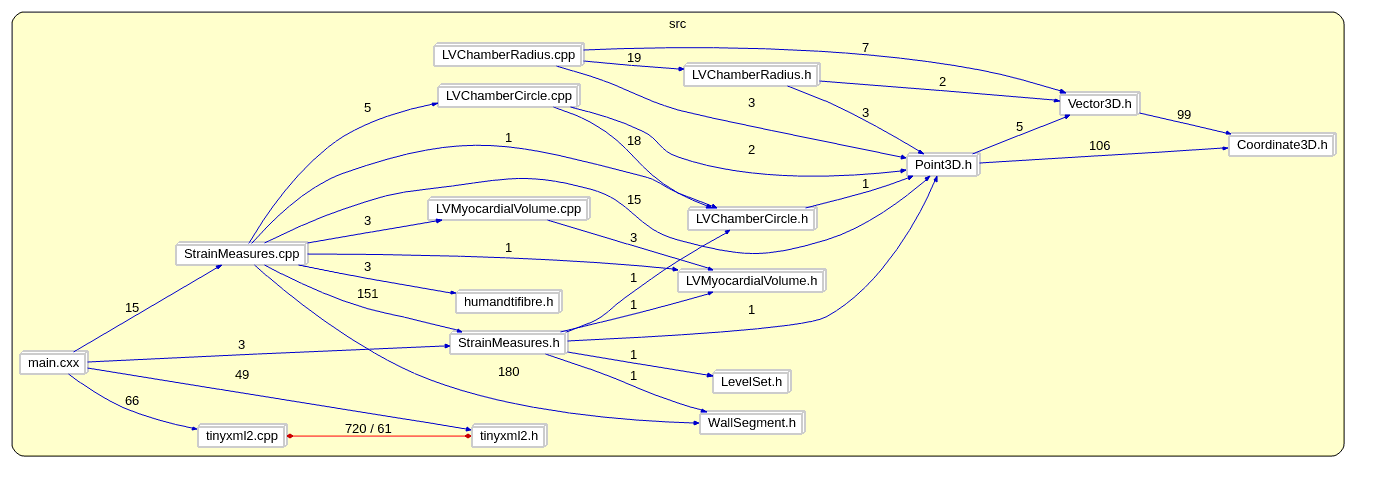 src
LVChamberRadius.cpp
7
19
LVChamberRadius.h
2
LVChamberCircle.cpp
5
3
3
Vector3D.h
99
5
18
1
2
106
Coordinate3D.h
Point3D.h
1
15
LVMyocardialVolume.cpp
3
LVChamberCircle.h
StrainMeasures.cpp
1
3
3
151
1
LVMyocardialVolume.h
humandtifibre.h
15
1
1
3
StrainMeasures.h
main.cxx
1
49
180
1
LevelSet.h
66
WallSegment.h
tinyxml2.cpp
720 / 61
tinyxml2.h